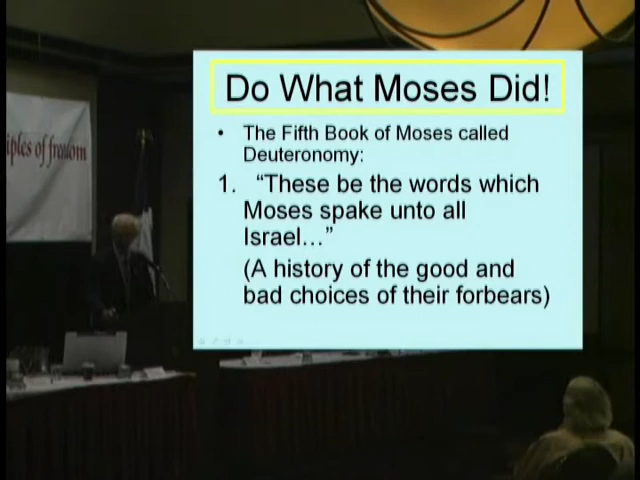 Do What Moses Did!
• The Fifth Book of Moses called
Deuteronomy:
1. “These be the words which
Moses spake unto all
Israel…”
(A history of the good and
bad choices of their forbears)
of freedom